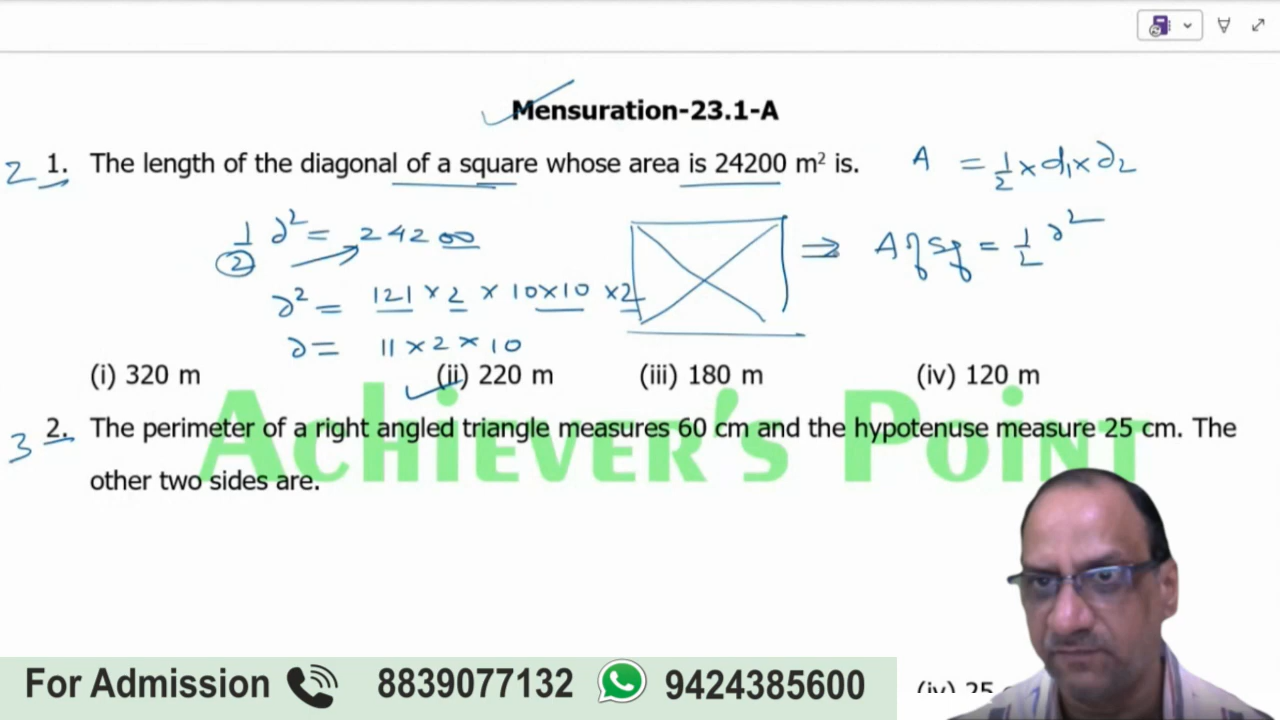 Mensuration-23.1-A
2 1. The length of the diagonal of a square whose area is 24200 m² is. A = 1/2 × d₁ × d₂
1/2 d² = 24200
⇒ A of sq = 1/2 d²
d² = 121 × 2 × 10×10 × 2
d = 11 × 2 × 10
(i) 320 m (ii) 220 m (iii) 180 m (iv) 120 m
3 2. The perimeter of a right angled triangle measures 60 cm and the hypotenuse measure 25 cm. The
other two sides are.
AcHiEVER's PoiNT
(iv) 25
For Admission 8839077132 9424385600